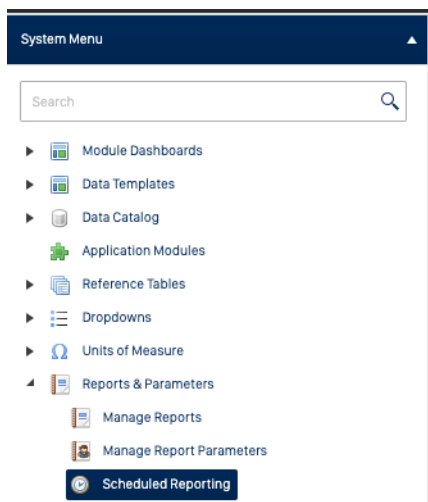 System Menu
Search
Module Dashboards
Data Templates
Data Catalog
Application Modules
Reference Tables
Dropdowns
Units of Measure
Reports & Parameters
Manage Reports
Manage Report Parameters
Scheduled Reporting